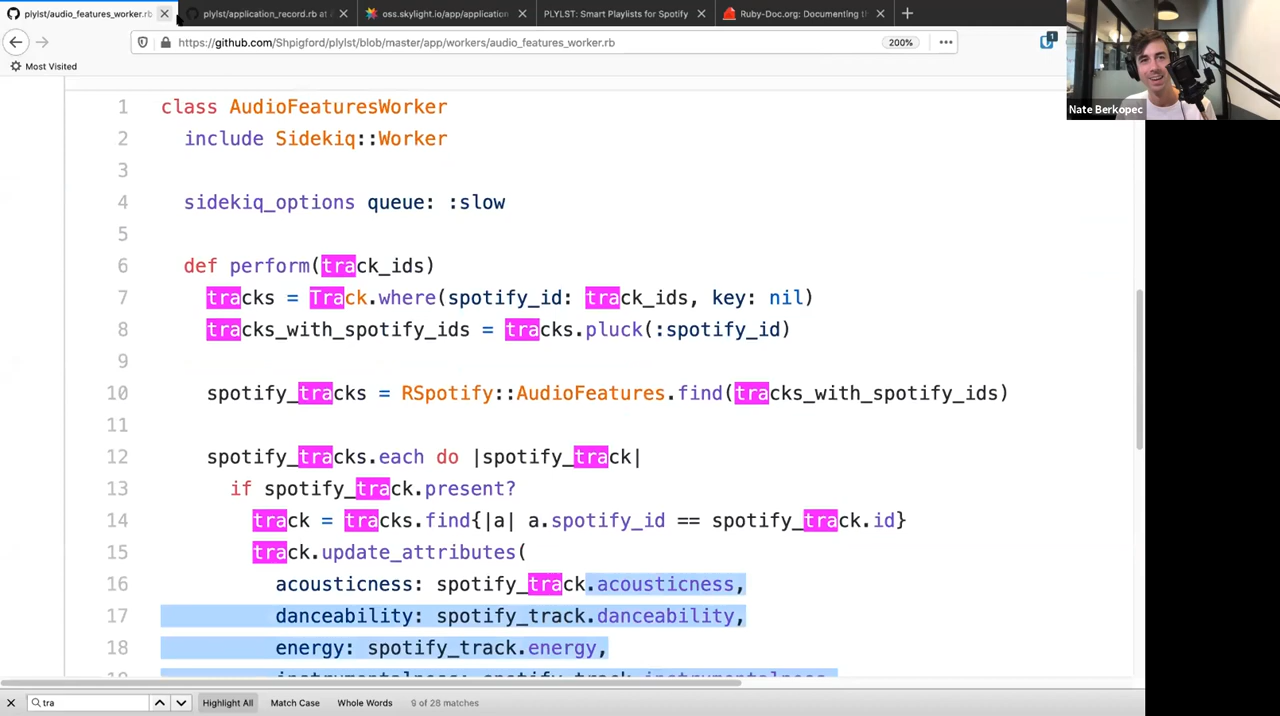 plylst/audio_features_worker.rb
plylst/application_record.rb at
oss.skylight.io/app/application
PLYLST: Smart Playlists for Spotify
Ruby-Doc.org: Documenting
https://github.com/Shpigford/plylst/blob/master/app/workers/audio_features_worker.rb
200%
1
Most Visited
Nate Berkopec
1 class AudioFeaturesWorker
2 include Sidekiq::Worker
3
4 sidekiq_options queue: :slow
5
6 def perform(track_ids)
7 tracks = Track.where(spotify_id: track_ids, key: nil)
8 tracks_with_spotify_ids = tracks.pluck(:spotify_id)
9
10 spotify_tracks = RSpotify::AudioFeatures.find(tracks_with_spotify_ids)
11
12 spotify_tracks.each do |spotify_track|
13 if spotify_track.present?
14 track = tracks.find{|a| a.spotify_id == spotify_track.id}
15 track.update_attributes(
16 acousticness: spotify_track.acousticness,
17 danceability: spotify_track.danceability,
18 energy: spotify_track.energy,
19 instrumentalness: spotify_track.instrumentalness,
tra
Highlight All
Match Case
Whole Words
9 of 28 matches